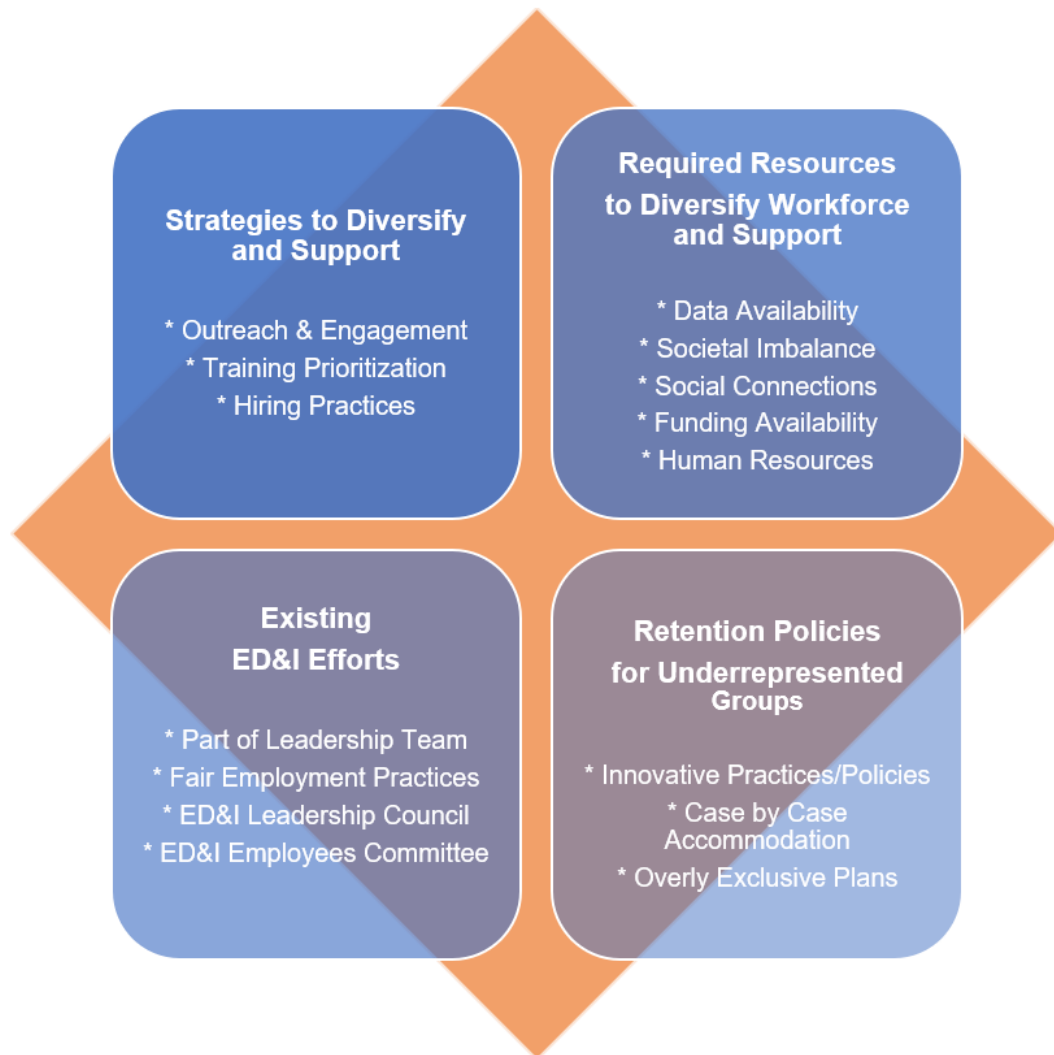 Strategies to Diversify
and Support
* Outreach & Engagement
* Training Prioritization
* Hiring Practices
Required Resources
to Diversify Workforce
and Support
* Data Availability
* Societal Imbalance
* Social Connections
* Funding Availability
* Human Resources
Existing
ED&I Efforts
* Part of Leadership Team
* Fair Employment Practices
* ED&I Leadership Council
* ED&I Employees Committee
Retention Policies
for Underrepresented
Groups
* Innovative Practices/Policies
* Case by Case
Accommodation
* Overly Exclusive Plans